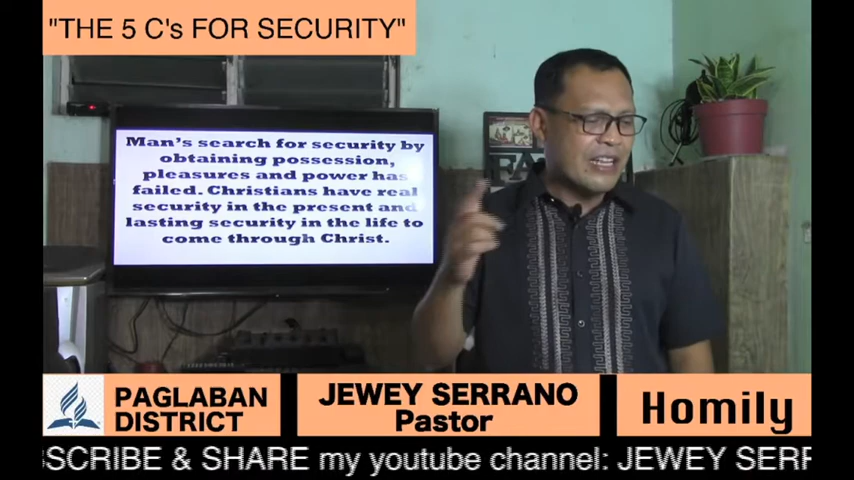 "THE 5 C's FOR SECURITY"
Man's search for security by
obtaining possession,
pleasures and power has
failed. Christians have real
security in the present and
lasting security in the life to
come through Christ.
PAGLABAN
DISTRICT
JEWEY SERRANO
Pastor
Homily
SCRIBE & SHARE my youtube channel: JEWEY SERR